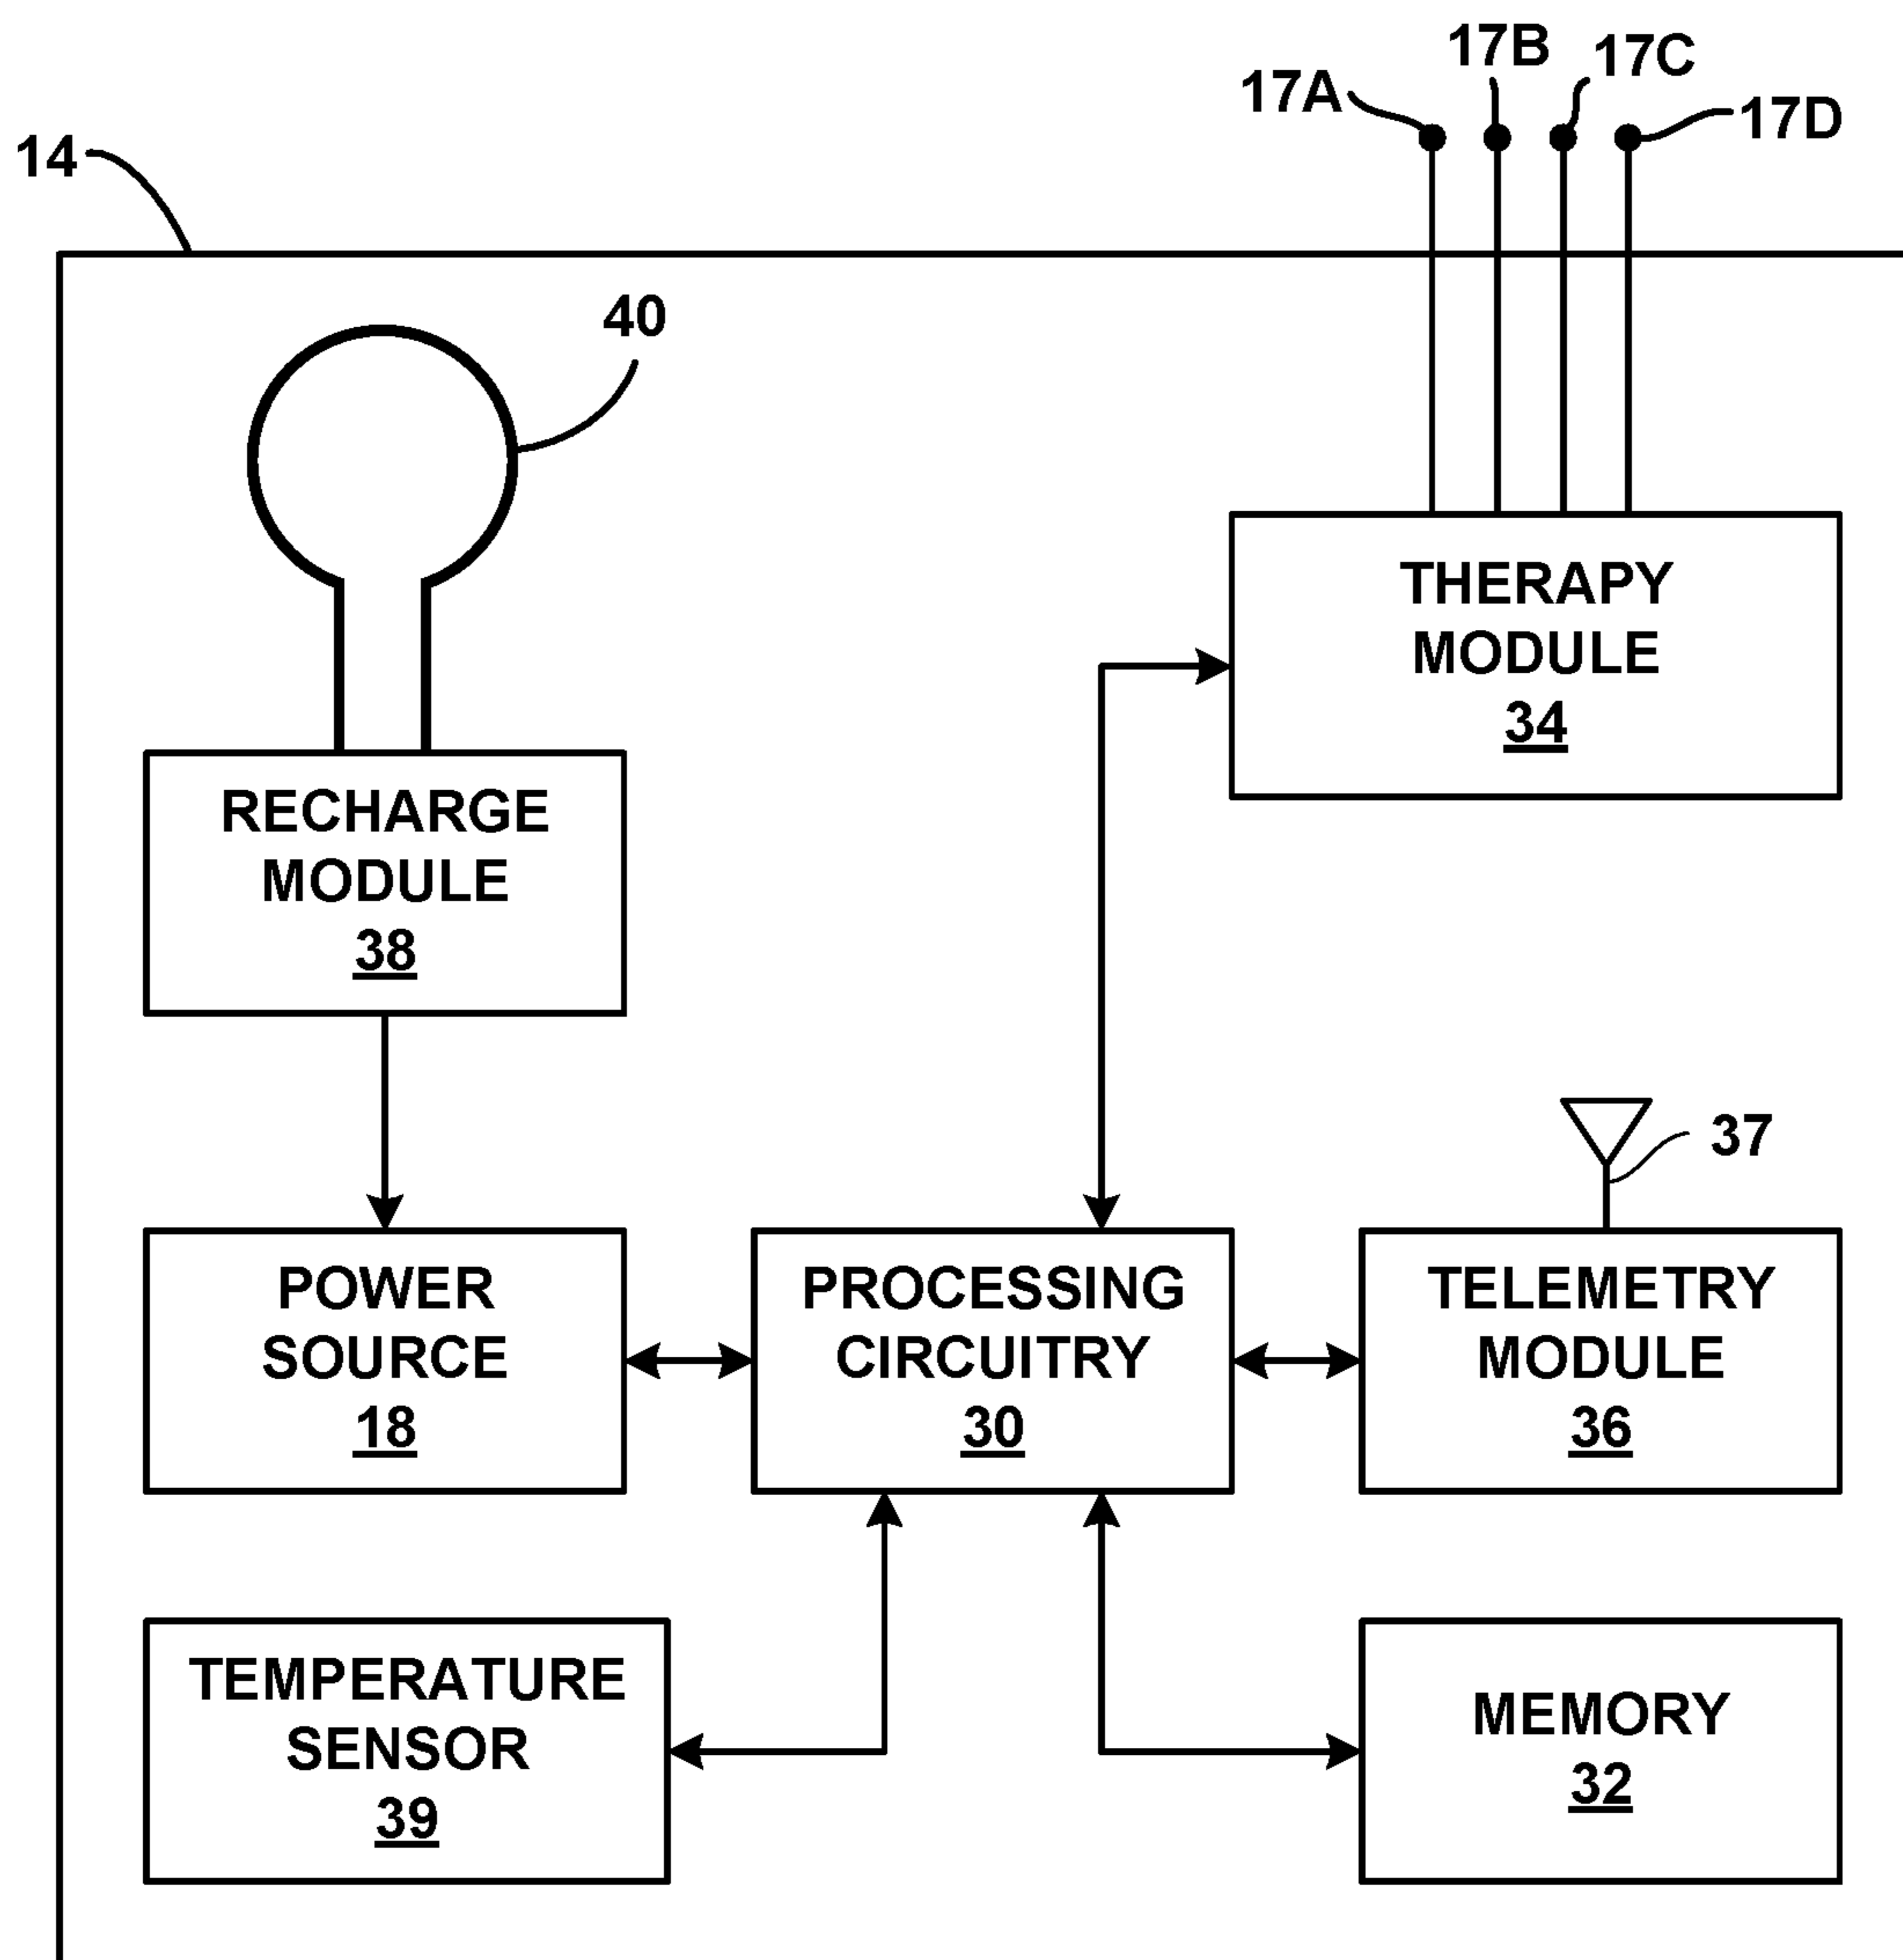 17B
17C
17A
17D
14
40
THERAPY
MODULE
34
RECHARGE
MODULE
38
37
POWER
SOURCE
18
PROCESSING
CIRCUITRY
30
TELEMETRY
MODULE
36
TEMPERATURE
SENSOR
39
MEMORY
32